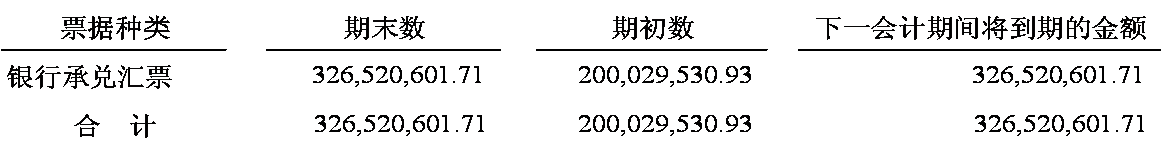 票据种类 期末数 期初数 下一会计期间将到期的金额
银行承兑汇票 326,520,601.71 200,029,530.93 326,520,601.71
合 计 326,520,601.71 200,029,530.93 326,520,601.71